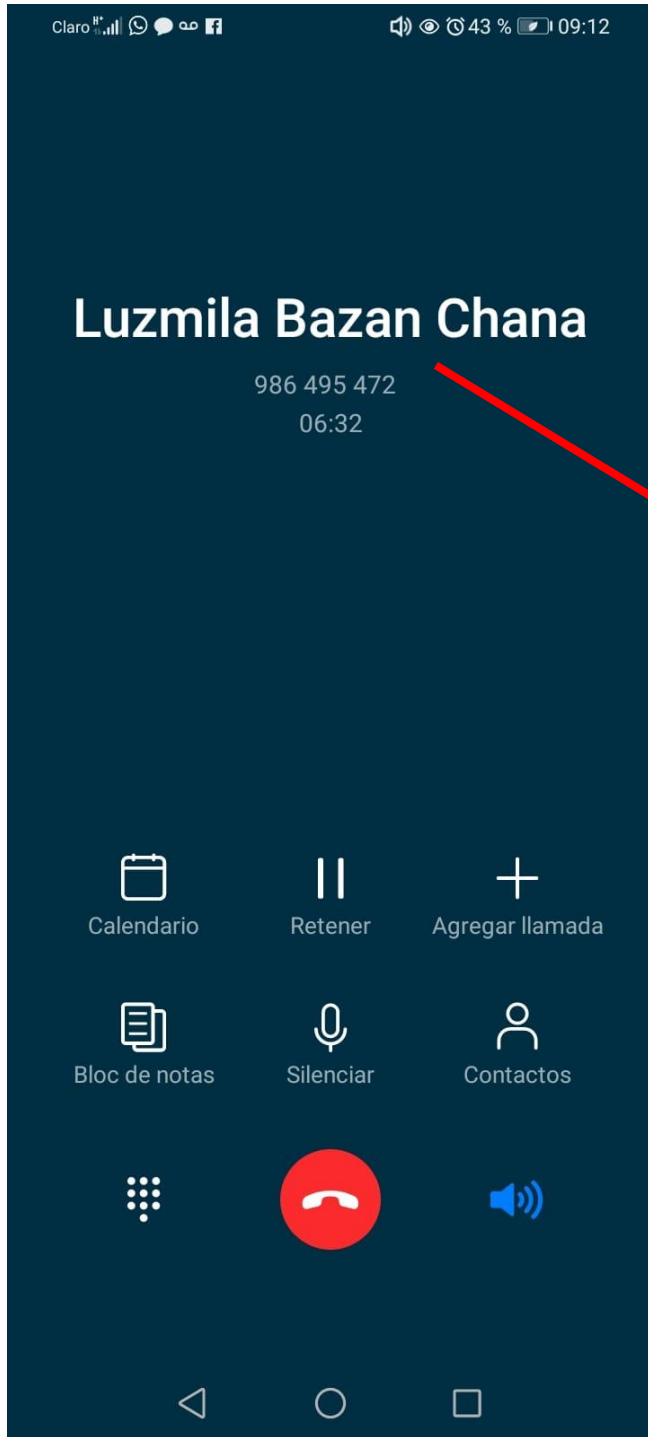 Claro 43 % 09:12
Luzmila Bazan Chana
986 495 472
06:32
Calendario Retener Agregar llamada
Bloc de notas Silenciar Contactos